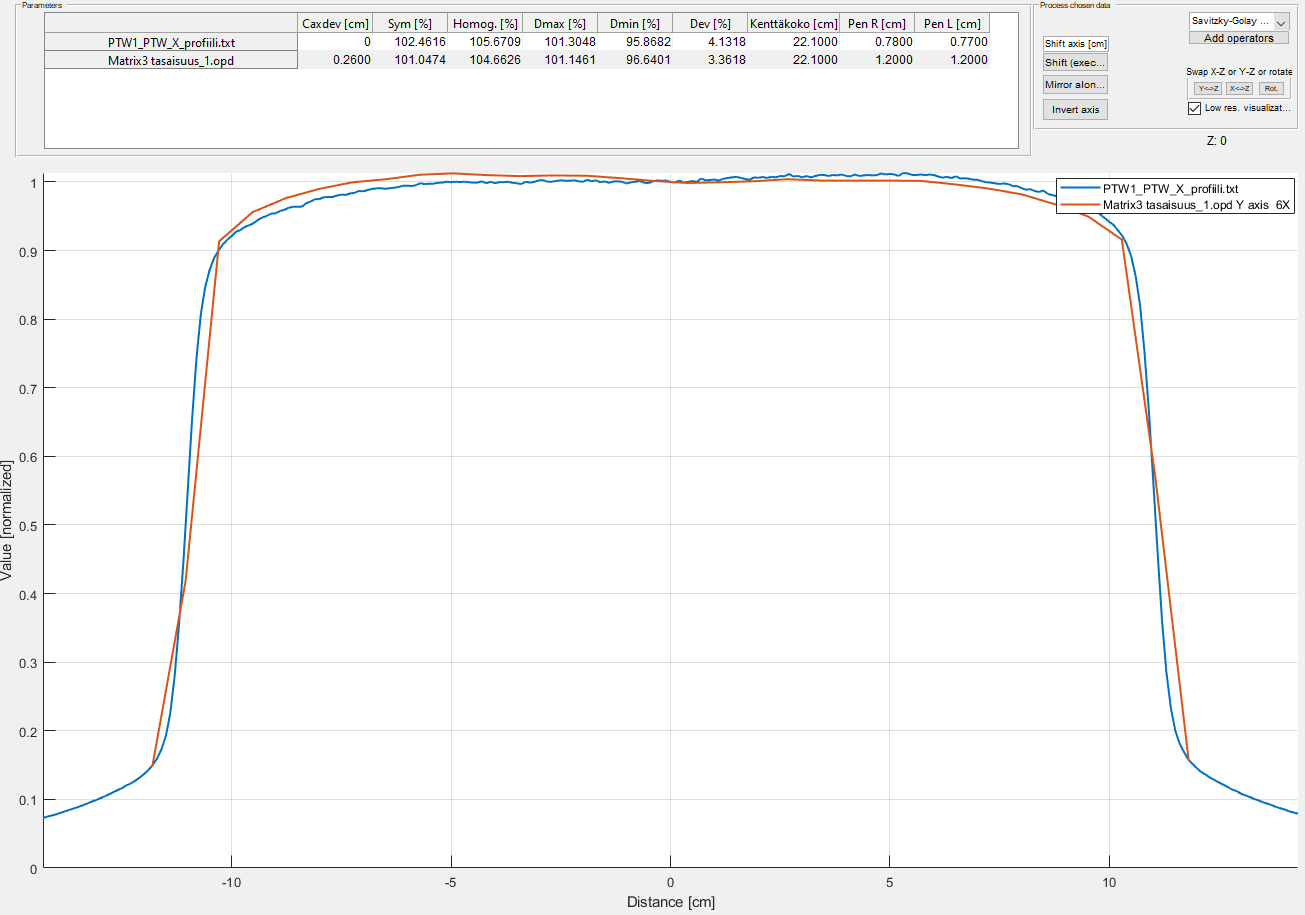 Parameters
Caxdev [cm] Sym [%] Homog. [%] Dmax [%] Dmin [%] Dev [%] Kenttäkoko [cm] Pen R [cm] Pen L [cm]
PTW1_PTW_X_profiili.txt 0 102.4616 105.6709 101.3048 95.8682 4.1318 22.1000 0.7800 0.7700
Matrix3 tasaisuus_1.opd 0.2600 101.0474 104.6626 101.1461 96.6401 3.3618 22.1000 1.2000 1.2000
Process chosen data
Savitzky-Golay ...
Add operators
Shift axis [cm]
Shift (exec...
Mirror alon...
Invert axis
Swap X-Z or Y-Z or rotate
Y<->Z X<->Z Rot.
Low res. visualizat...
Z: 0
PTW1_PTW_X_profiili.txt
Matrix3 tasaisuus_1.opd Y axis 6X
Value [normalized]
1
0.9
0.8
0.7
0.6
0.5
0.4
0.3
0.2
0.1
0
-10 -5 0 5 10
Distance [cm]